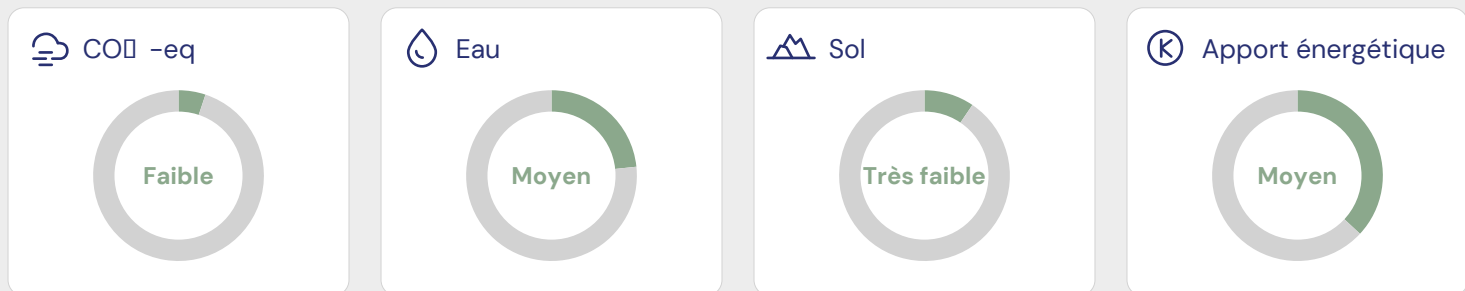 CO▯ -eq
Faible
Eau
Moyen
Sol
Très faible
Apport énergétique
Moyen